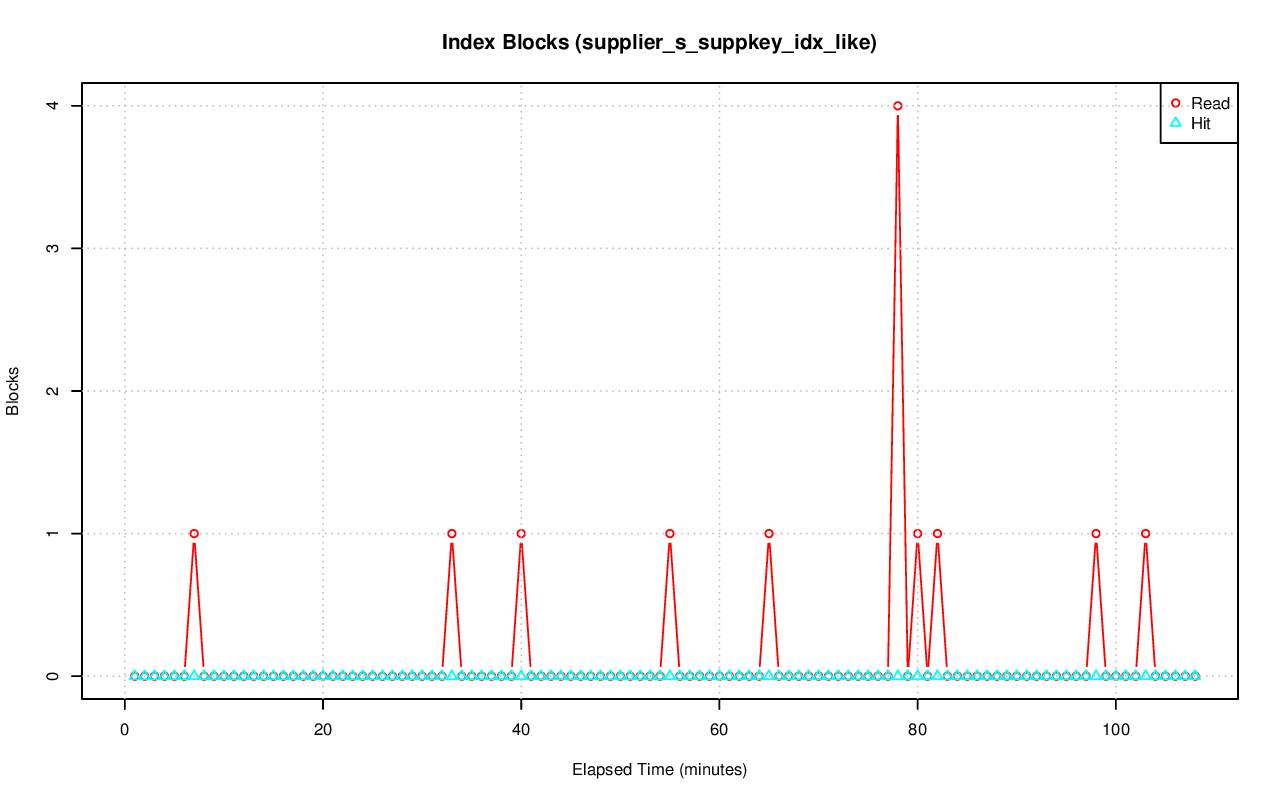 Index Blocks (supplier_s_suppkey_idx_like)
Read
Hit
4
3
2
1
0
Blocks
0 20 40 60 80 100
Elapsed Time (minutes)